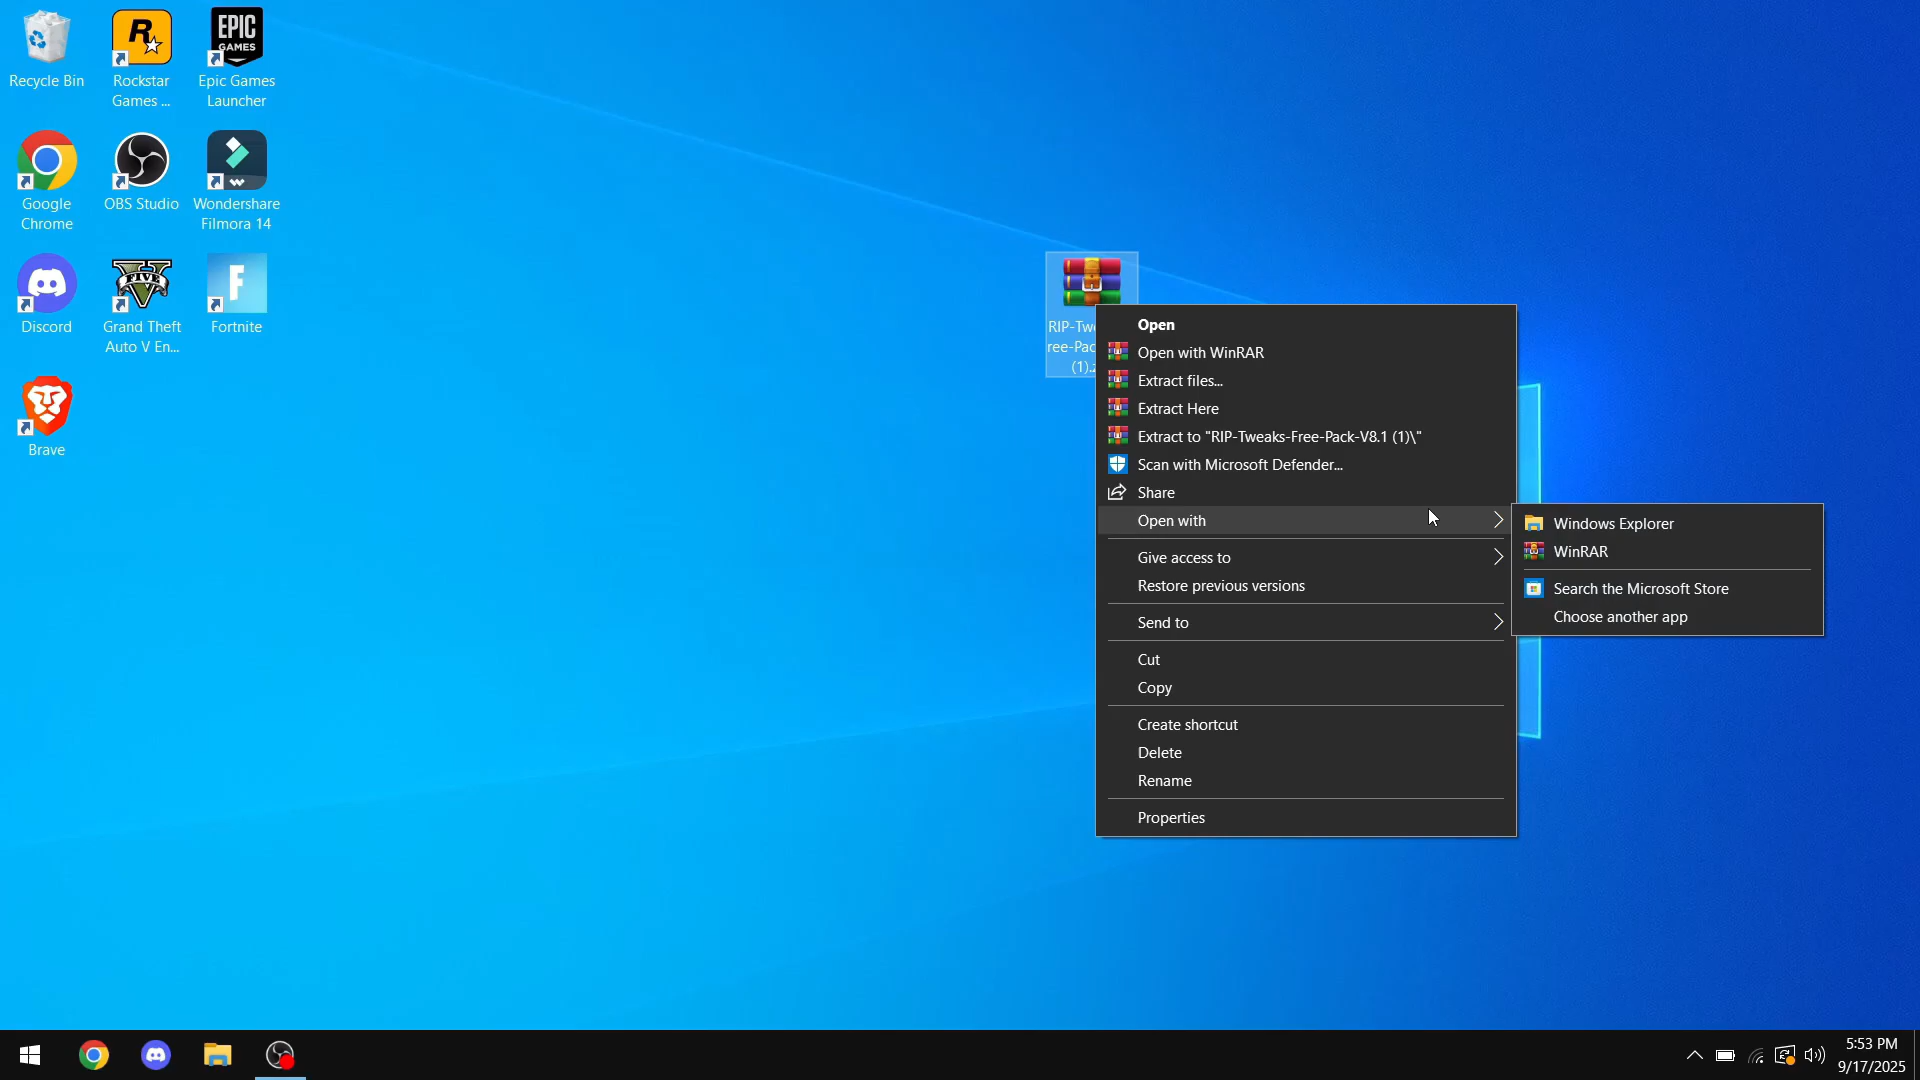 Recycle Bin
Rockstar
Games ...
EPIC
GAMES
Epic Games
Launcher
Google
Chrome
OBS Studio
Wondershare
Filmora 14
Discord
FIVE
Grand Theft
Auto V En...
F
Fortnite
Brave
RIP-Tw
ree-Pac
(1).z
Open
Open with WinRAR
Extract files...
Extract Here
Extract to "RIP-Tweaks-Free-Pack-V8.1 (1)\"
Scan with Microsoft Defender...
Share
Open with
Give access to
Restore previous versions
Send to
Cut
Copy
Create shortcut
Delete
Rename
Properties
Windows Explorer
WinRAR
Search the Microsoft Store
Choose another app
5:53 PM
9/17/2025